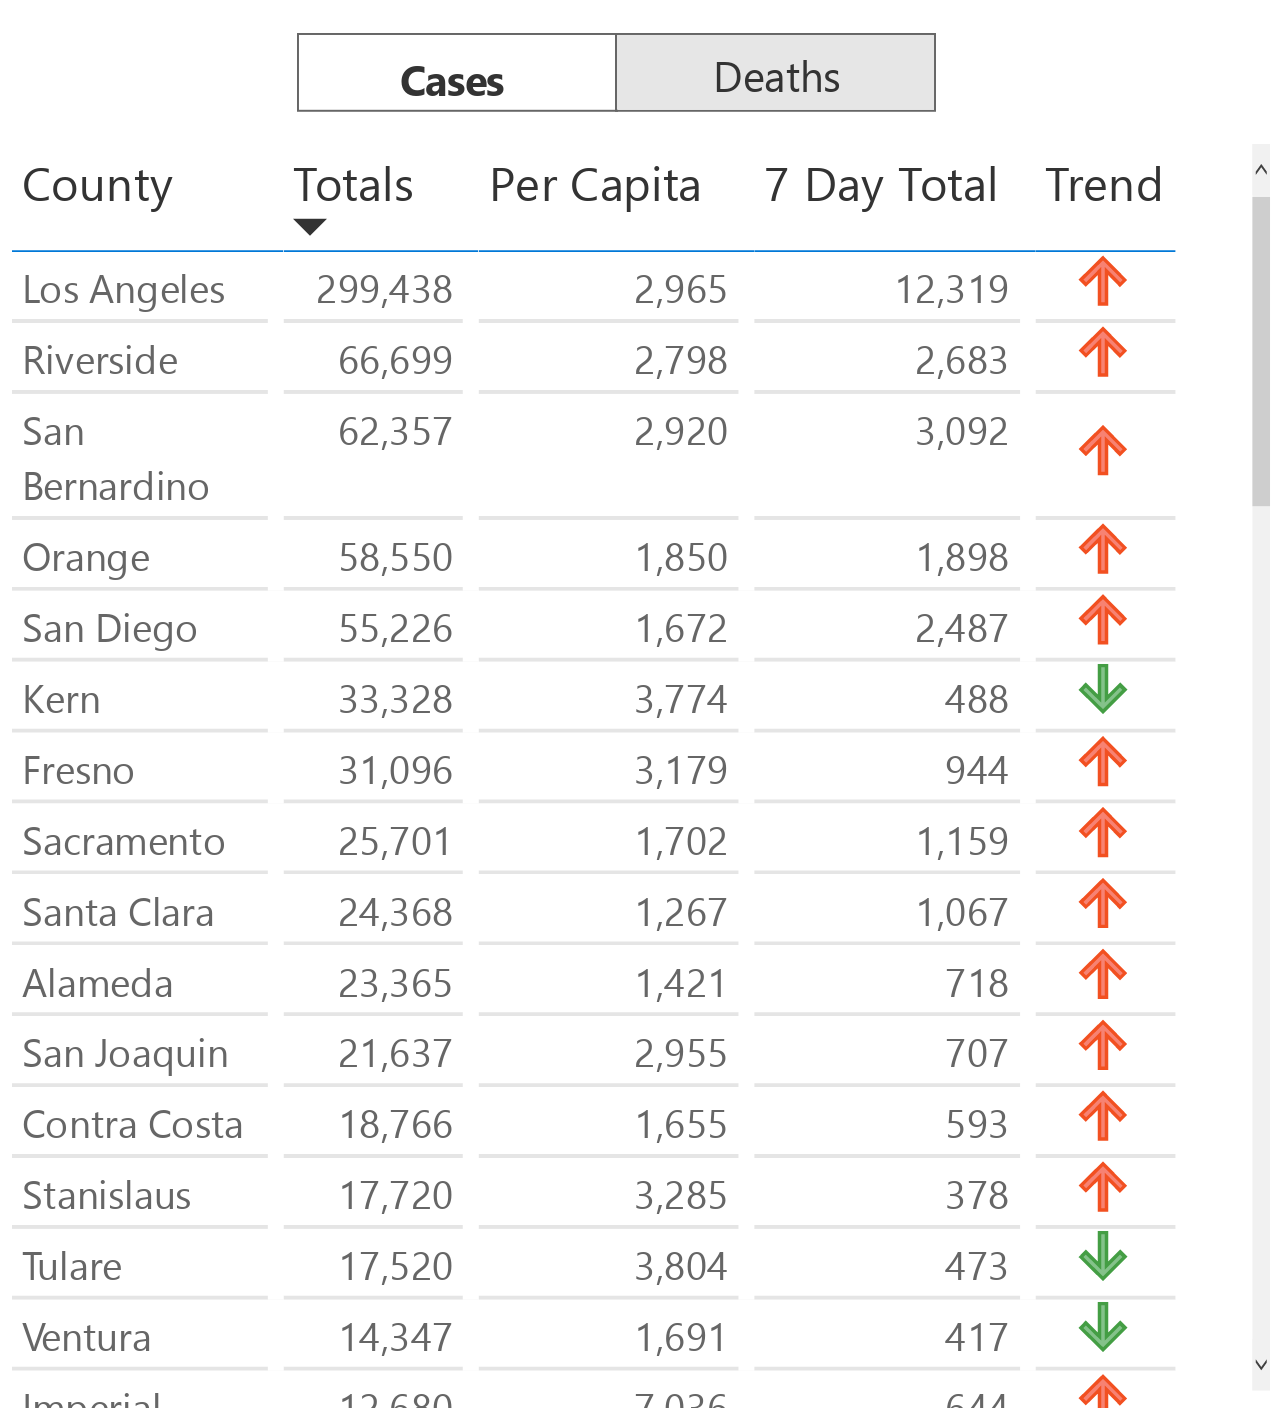 Cases Deaths
County Totals Per Capita 7 Day Total Trend
Los Angeles 299,438 2,965 12,319
Riverside 66,699 2,798 2,683
San 62,357 2,920 3,092
Bernardino
Orange 58,550 1,850 1,898
San Diego 55,226 1,672 2,487
Kern 33,328 3,774 488
Fresno 31,096 3,179 944
Sacramento 25,701 1,702 1,159
Santa Clara 24,368 1,267 1,067
Alameda 23,365 1,421 718
San Joaquin 21,637 2,955 707
Contra Costa 18,766 1,655 593
Stanislaus 17,720 3,285 378
Tulare 17,520 3,804 473
Ventura 14,347 1,691 417
Imperial 12,680 7,036 644